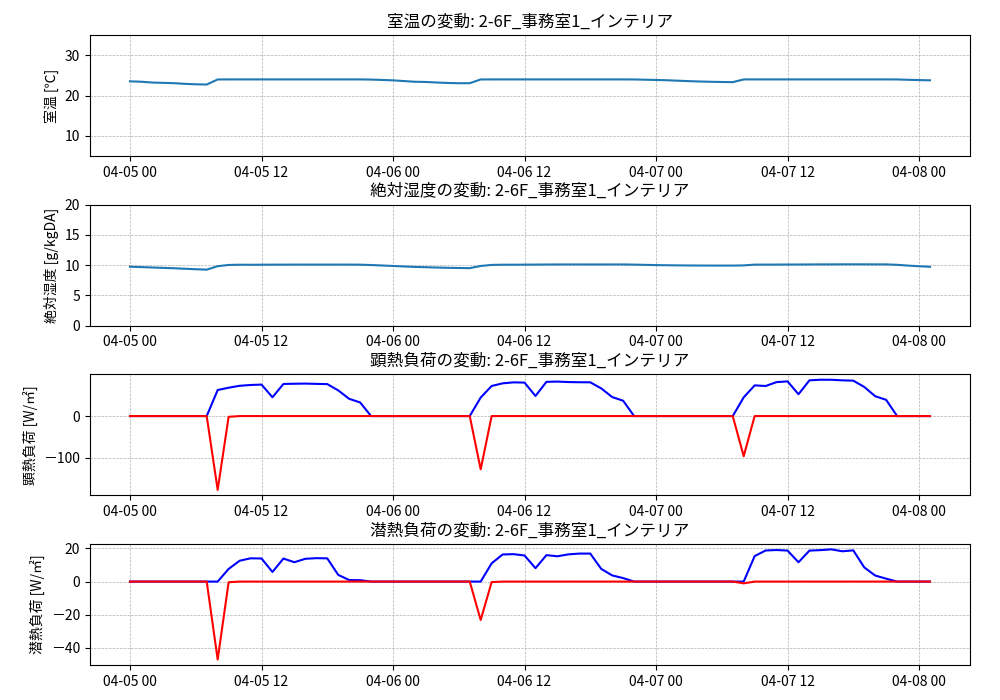 室温の変動: 2-6F_事務室1_インテリア
室温 [℃]
30
20
10
04-05 00 04-05 12 04-06 00 04-06 12 04-07 00 04-07 12 04-08 00
絶対湿度の変動: 2-6F_事務室1_インテリア
絶対湿度 [g/kgDA]
20
15
10
5
0
04-05 00 04-05 12 04-06 00 04-06 12 04-07 00 04-07 12 04-08 00
顕熱負荷の変動: 2-6F_事務室1_インテリア
顕熱負荷 [W/㎡]
0
−100
04-05 00 04-05 12 04-06 00 04-06 12 04-07 00 04-07 12 04-08 00
潜熱負荷の変動: 2-6F_事務室1_インテリア
潜熱負荷 [W/㎡]
20
0
−20
−40
04-05 00 04-05 12 04-06 00 04-06 12 04-07 00 04-07 12 04-08 00